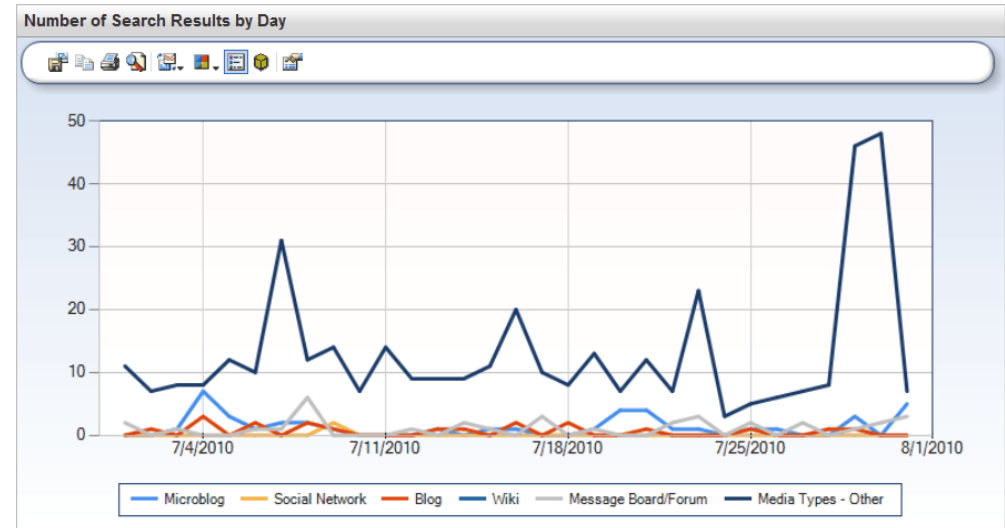 Number of Search Results by Day
50
40
30
20
10
0
7/4/2010 7/11/2010 7/18/2010 7/25/2010 8/1/2010
Microblog Social Network Blog Wiki Message Board/Forum Media Types - Other